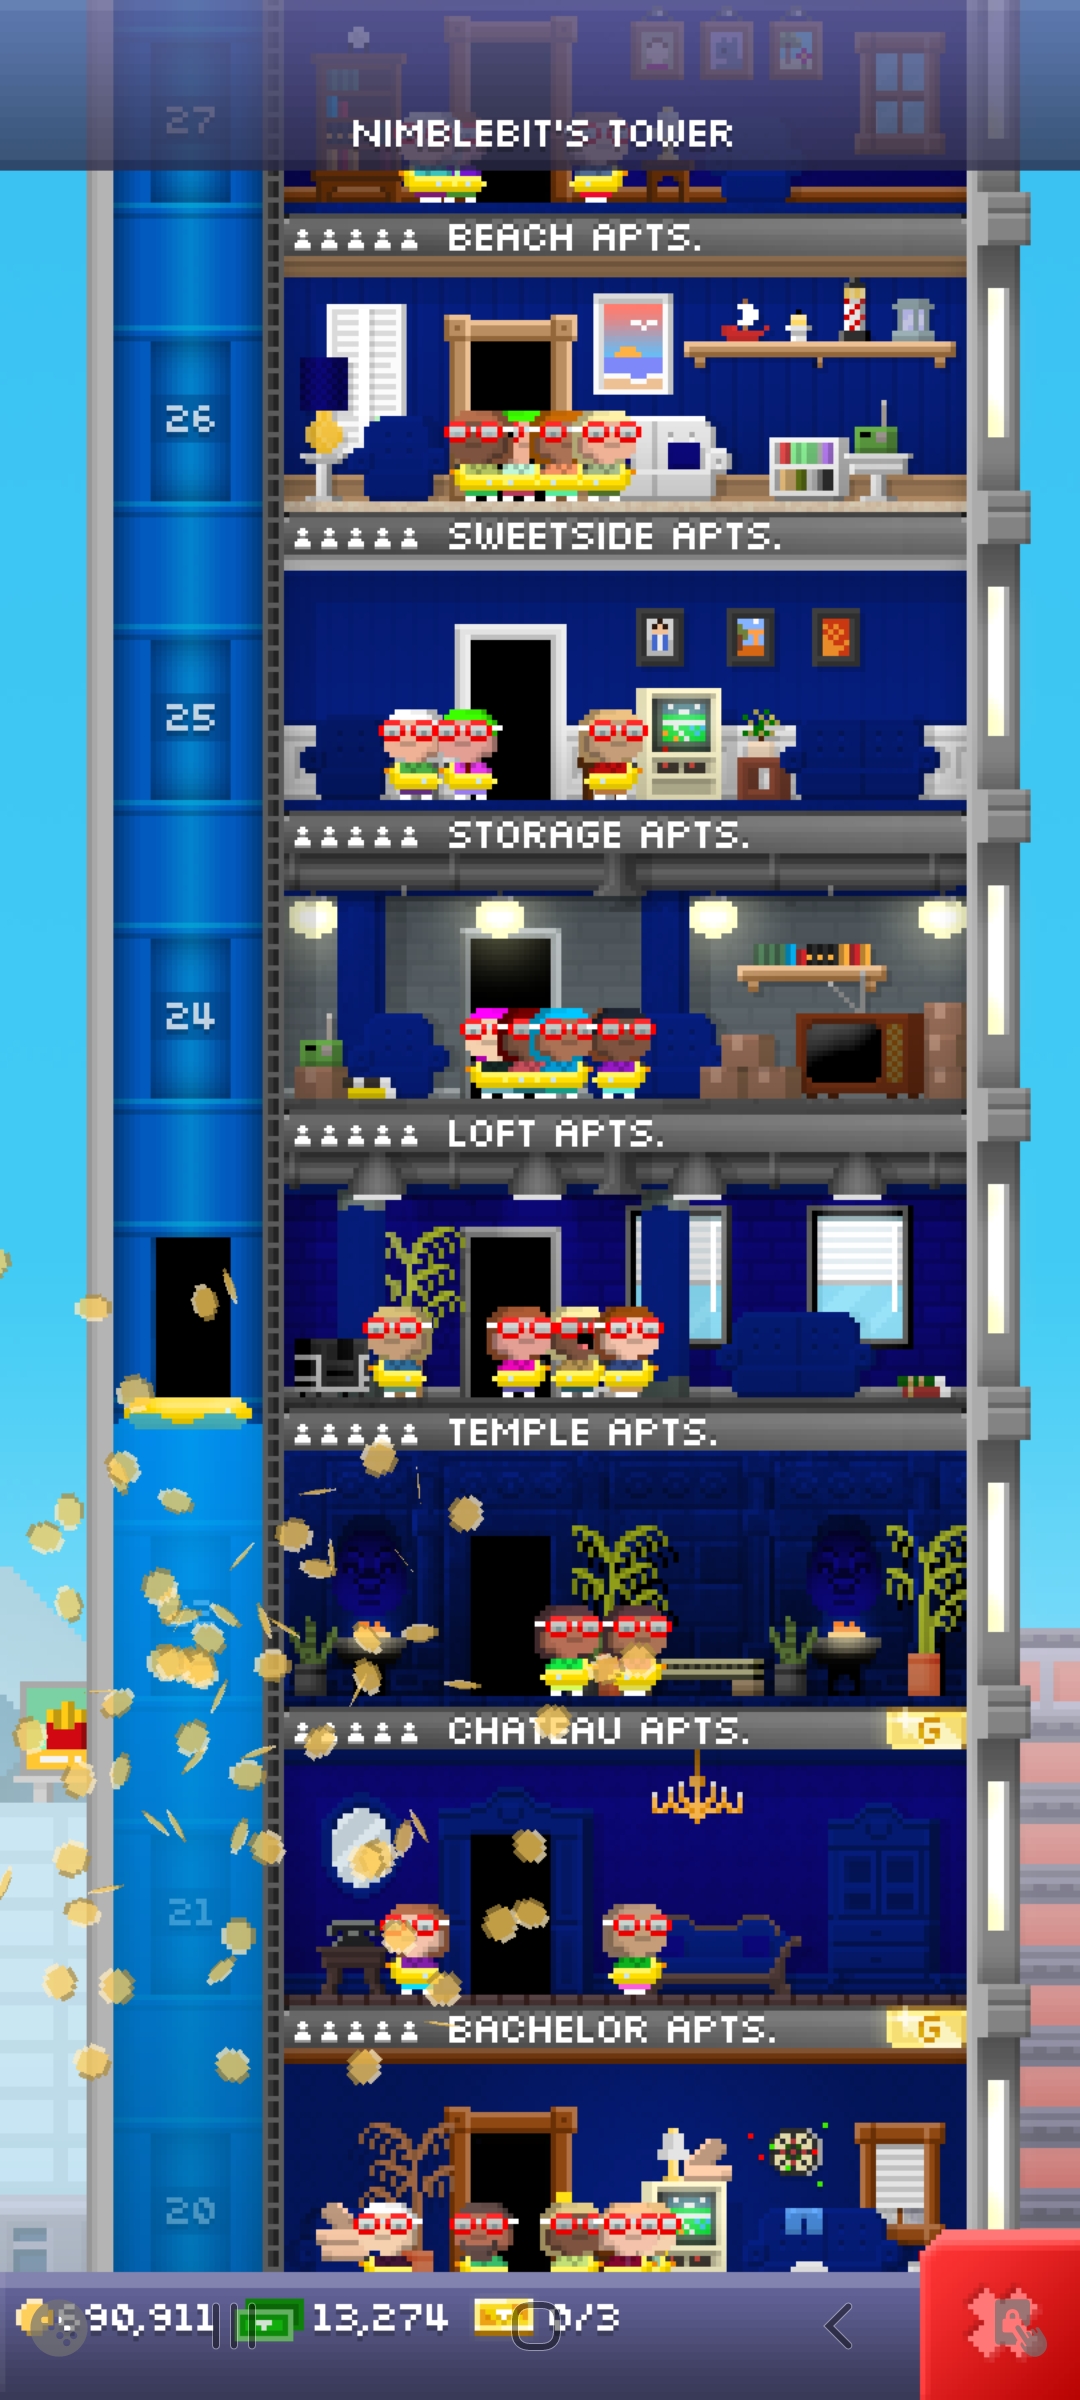 27
NIMBLEBIT'S TOWER
BEACH APTS.
26
SWEETSIDE APTS.
25
STORAGE APTS.
24
LOFT APTS.
TEMPLE APTS.
CHATEAU APTS. G
21
BACHELOR APTS. G
20
90,911 13,274 0/3